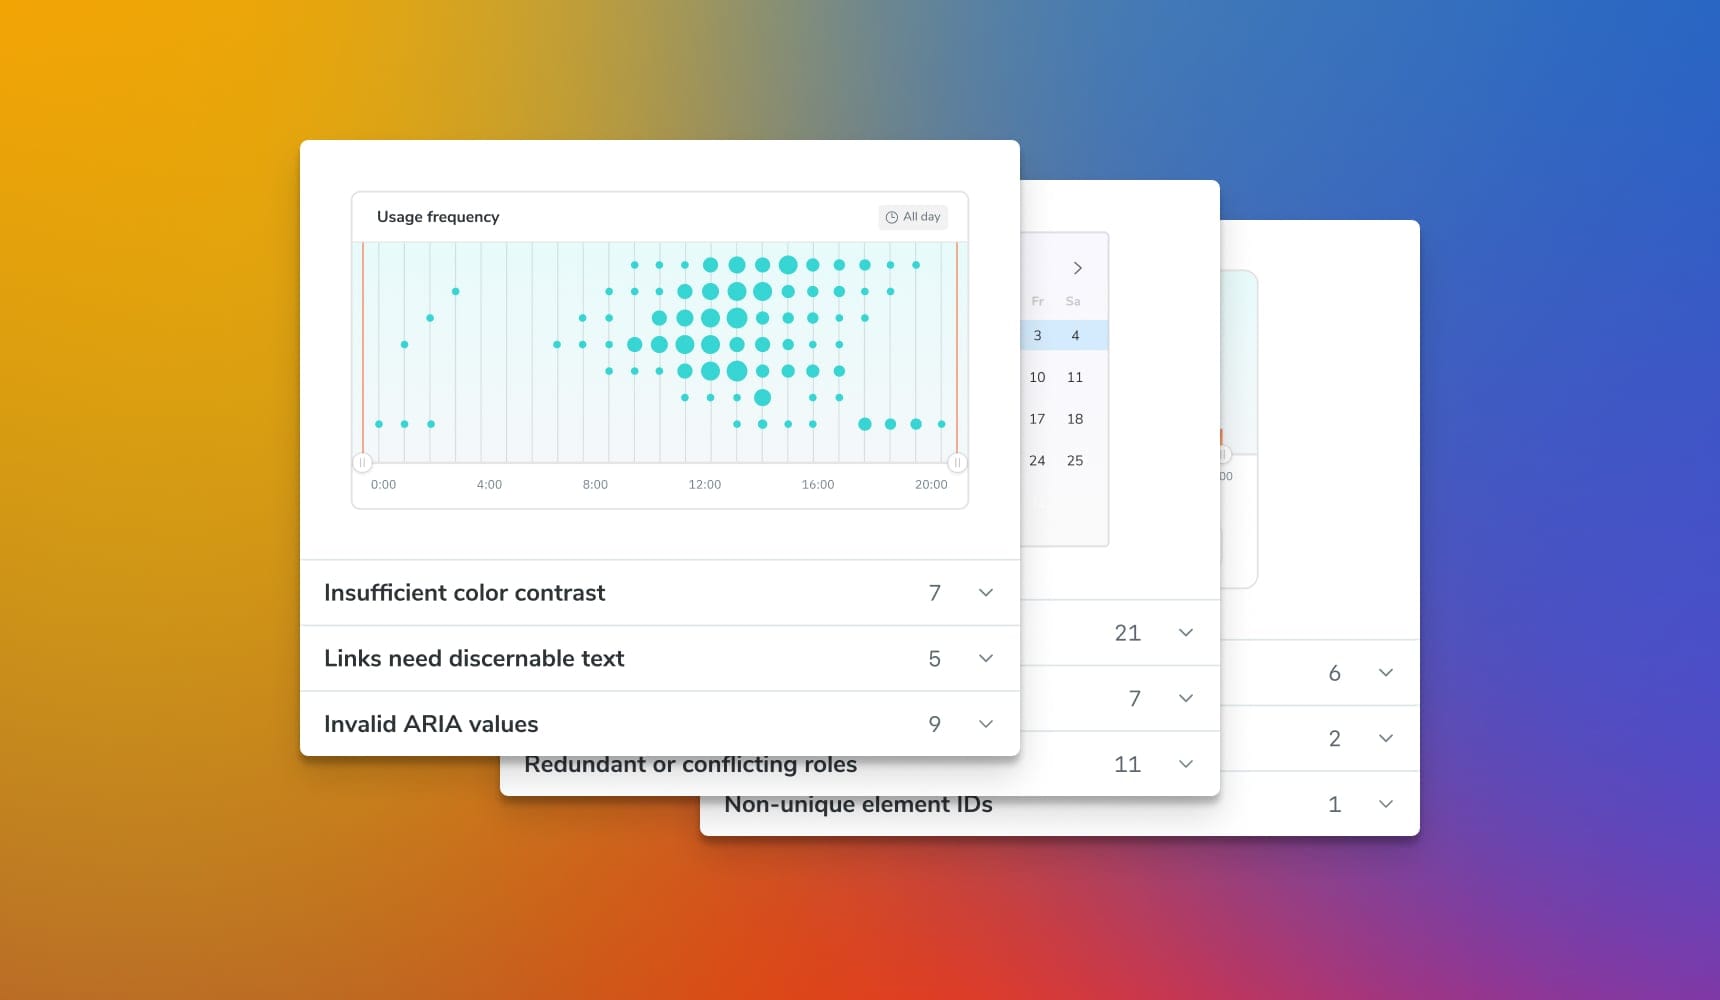 Usage frequency
All day
0:00 4:00 8:00 12:00 16:00 20:00
Insufficient color contrast 7
Links need discernable text 5
Invalid ARIA values 9
Fr Sa
3 4
10 11
17 18
24 25
21
7
Redundant or conflicting roles 11
00
6
2
Non-unique element IDs 1